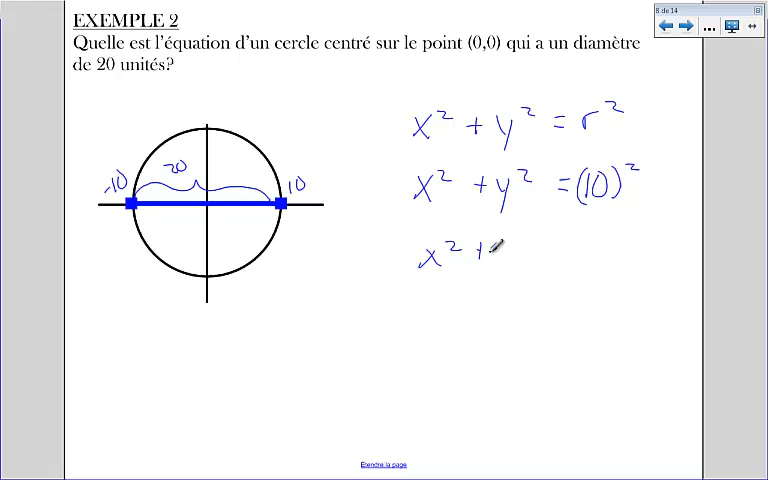 EXEMPLE 2
Quelle est l'équation d'un cercle centré sur le point (0,0) qui a un diamètre
de 20 unités?
8 de 14
x² + y² = r²
20
-10
10
x² + y² = (10)²
x² +
Étendre la page